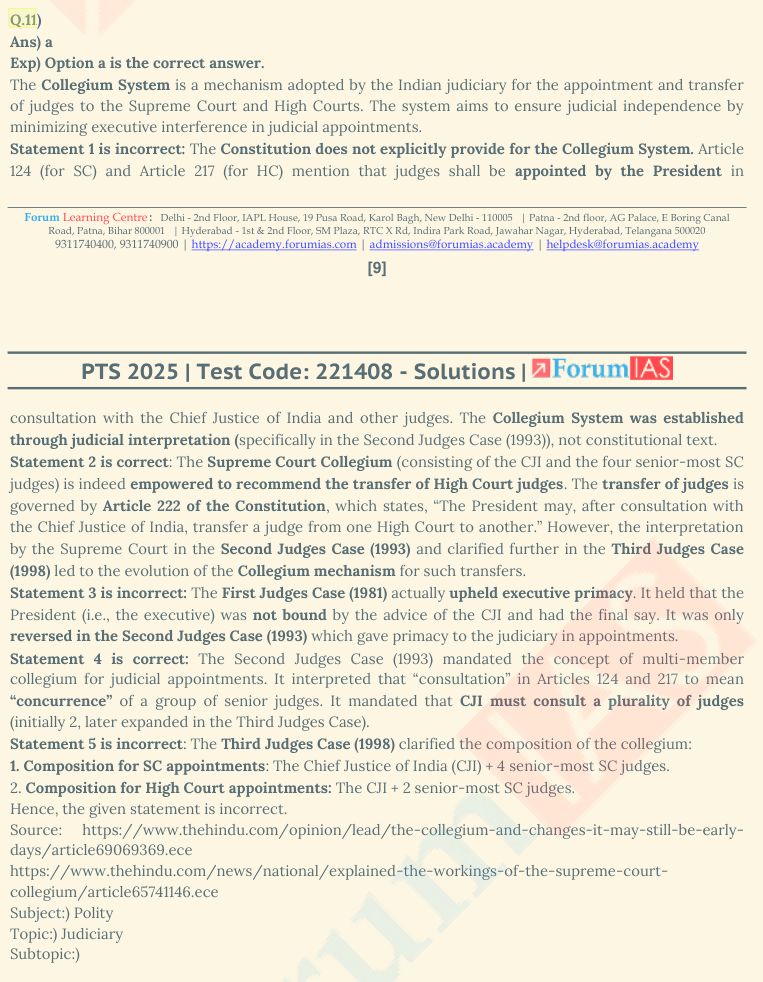 Q.11)
Ans) a
Exp) Option a is the correct answer.
The Collegium System is a mechanism adopted by the Indian judiciary for the appointment and transfer
of judges to the Supreme Court and High Courts. The system aims to ensure judicial independence by
minimizing executive interference in judicial appointments.
Statement 1 is incorrect: The Constitution does not explicitly provide for the Collegium System. Article
124 (for SC) and Article 217 (for HC) mention that judges shall be appointed by the President in
Forum Learning Centre: Delhi - 2nd Floor, IAPL House, 19 Pusa Road, Karol Bagh, New Delhi - 110005 | Patna - 2nd floor, AG Palace, E Boring Canal
Road, Patna, Bihar 800001 | Hyderabad - 1st & 2nd Floor, SM Plaza, RTC X Rd, Indira Park Road, Jawahar Nagar, Hyderabad, Telangana 500020
9311740400, 9311740900 | https://academy.forumias.com | admissions@forumias.academy | helpdesk@forumias.academy
[9]
PTS 2025 | Test Code: 221408 - Solutions | ForumIAS
consultation with the Chief Justice of India and other judges. The Collegium System was established
through judicial interpretation (specifically in the Second Judges Case (1993)), not constitutional text.
Statement 2 is correct: The Supreme Court Collegium (consisting of the CJI and the four senior-most SC
judges) is indeed empowered to recommend the transfer of High Court judges. The transfer of judges is
governed by Article 222 of the Constitution, which states, “The President may, after consultation with
the Chief Justice of India, transfer a judge from one High Court to another.” However, the interpretation
by the Supreme Court in the Second Judges Case (1993) and clarified further in the Third Judges Case
(1998) led to the evolution of the Collegium mechanism for such transfers.
Statement 3 is incorrect: The First Judges Case (1981) actually upheld executive primacy. It held that the
President (i.e., the executive) was not bound by the advice of the CJI and had the final say. It was only
reversed in the Second Judges Case (1993) which gave primacy to the judiciary in appointments.
Statement 4 is correct: The Second Judges Case (1993) mandated the concept of multi-member
collegium for judicial appointments. It interpreted that “consultation” in Articles 124 and 217 to mean
“concurrence” of a group of senior judges. It mandated that CJI must consult a plurality of judges
(initially 2, later expanded in the Third Judges Case).
Statement 5 is incorrect: The Third Judges Case (1998) clarified the composition of the collegium:
1. Composition for SC appointments: The Chief Justice of India (CJI) + 4 senior-most SC judges.
2. Composition for High Court appointments: The CJI + 2 senior-most SC judges.
Hence, the given statement is incorrect.
Source: https://www.thehindu.com/opinion/lead/the-collegium-and-changes-it-may-still-be-early-
days/article69069369.ece
https://www.thehindu.com/news/national/explained-the-workings-of-the-supreme-court-
collegium/article65741146.ece
Subject:) Polity
Topic:) Judiciary
Subtopic:)